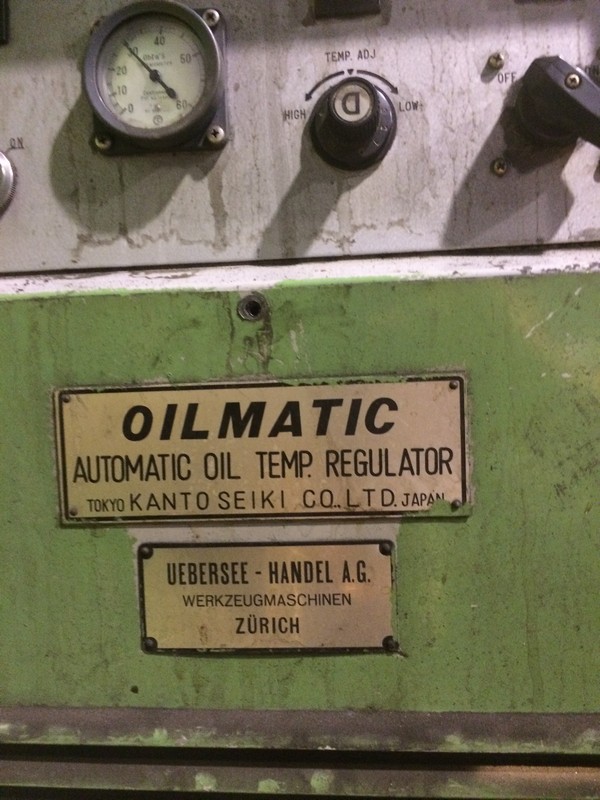 30
40
20
50
10
0
60
TEMP. ADJ
HIGH
LOW
OFF
ON
ON
OILMATIC
AUTOMATIC OIL TEMP. REGULATOR
TOKYO KANTO SEIKI CO., LTD. JAPAN
UEBERSEE - HANDEL A.G.
WERKZEUGMASCHINEN
ZÜRICH